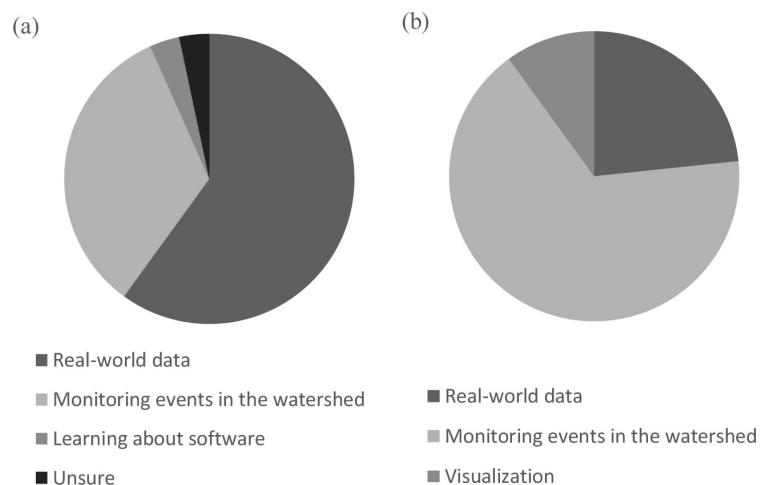 (a)
Real-world data
Monitoring events in the watershed
Learning about software
Unsure
(b)
Real-world data
Monitoring events in the watershed
Visualization